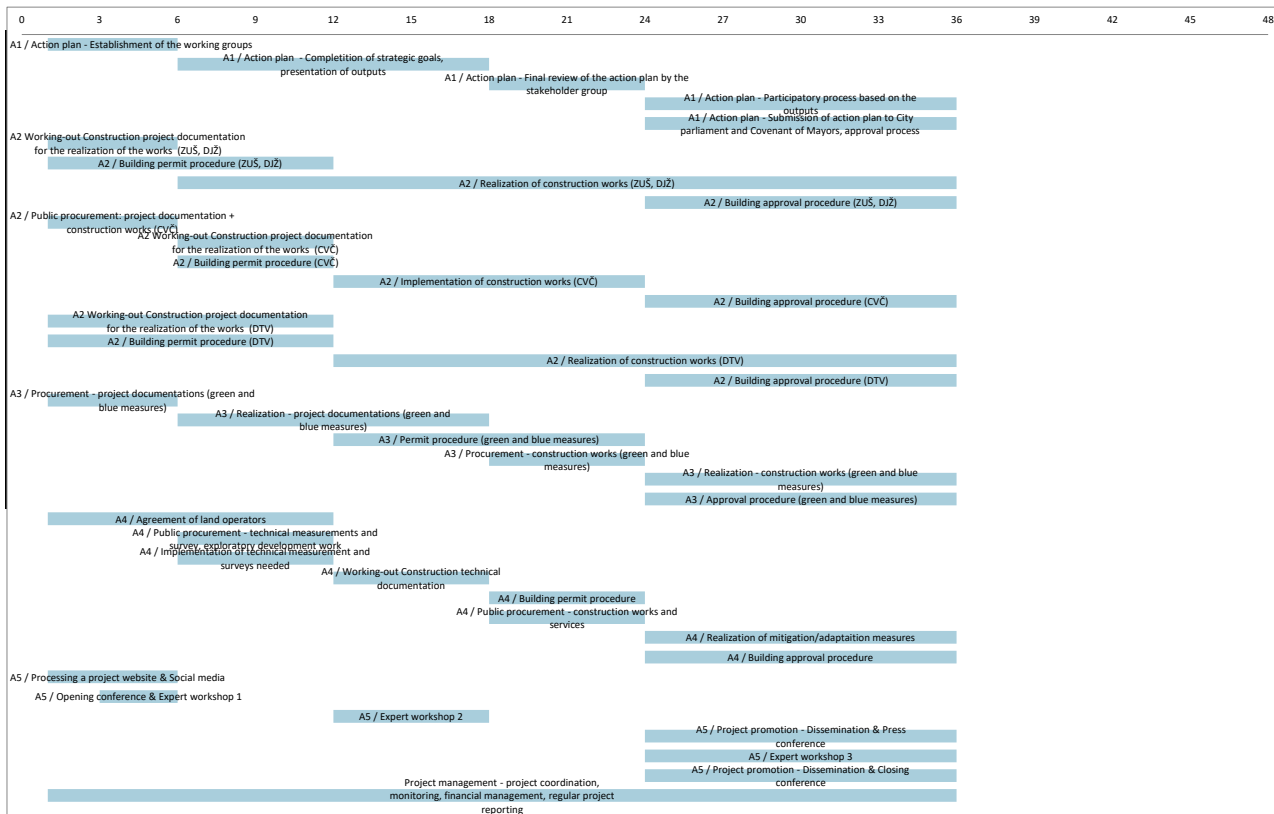 0 3 6 9 12 15 18 21 24 27 30 33 36 39 42 45 48
A1 / Action plan - Establishment of the working groups
A1 / Action plan  - Completition of strategic goals,
presentation of outputs
A1 / Action plan - Final review of the action plan by the
stakeholder group
A1 / Action plan - Participatory process based on the
outputs
A1 / Action plan - Submission of action plan to City
parliament and Covenant of Mayors, approval process
A2 Working-out Construction project documentation
for the realization of the works  (ZUŠ, DJŽ)
A2 / Building permit procedure (ZUŠ, DJŽ)
A2 / Realization of construction works (ZUŠ, DJŽ)
A2 / Building approval procedure (ZUŠ, DJŽ)
A2 / Public procurement: project documentation +
construction works (CVČ)
A2 Working-out Construction project documentation
for the realization of the works  (CVČ)
A2 / Building permit procedure (CVČ)
A2 / Implementation of construction works (CVČ)
A2 / Building approval procedure (CVČ)
A2 Working-out Construction project documentation
for the realization of the works  (DTV)
A2 / Building permit procedure (DTV)
A2 / Realization of construction works (DTV)
A2 / Building approval procedure (DTV)
A3 / Procurement - project documentations (green and
blue measures)
A3 / Realization - project documentations (green and
blue measures)
A3 / Permit procedure (green and blue measures)
A3 / Procurement - construction works (green and blue
measures)
A3 / Realization - construction works (green and blue
measures)
A3 / Approval procedure (green and blue measures)
A4 / Agreement of land operators
A4 / Public procurement - technical measurements and
survey, exploratory development work
A4 / Implementation of technical measurement and
surveys needed
A4 / Working-out Construction technical
documentation
A4 / Building permit procedure
A4 / Public procurement - construction works and
services
A4 / Realization of mitigation/adaptaition measures
A4 / Building approval procedure
A5 / Processing a project website & Social media
A5 / Opening conference & Expert workshop 1
A5 / Expert workshop 2
A5 / Project promotion - Dissemination & Press
conference
A5 / Expert workshop 3
A5 / Project promotion - Dissemination & Closing
conference
Project management - project coordination,
monitoring, financial management, regular project
reporting